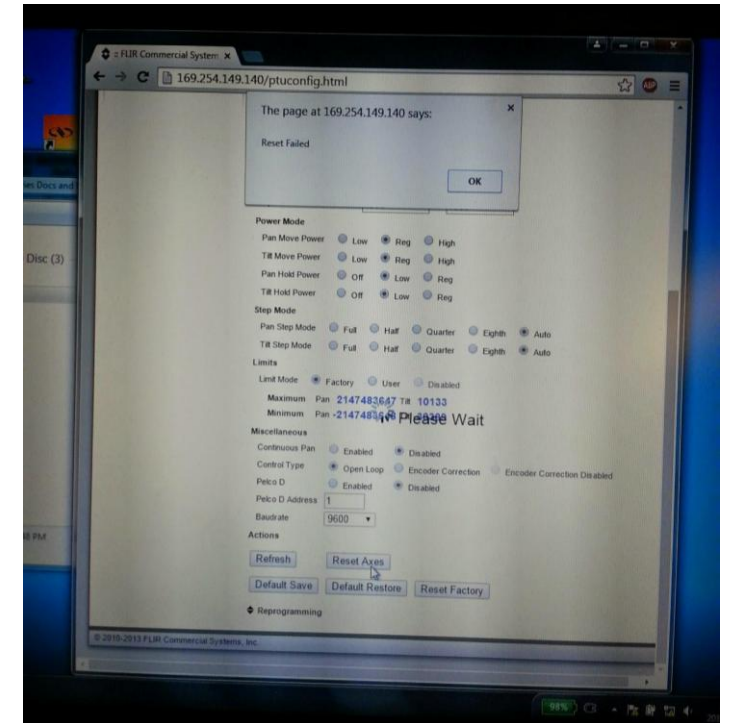 = FLIR Commercial System x
169.254.149.140/ptuconfig.html
ABP
The page at 169.254.149.140 says: x
Reset Failed
OK
Docs and
Disc (3)
Power Mode
Pan Move Power Low Reg High
Tilt Move Power Low Reg High
Pan Hold Power Off Low Reg
Tilt Hold Power Off Low Reg
Step Mode
Pan Step Mode Full Half Quarter Eighth Auto
Tilt Step Mode Full Half Quarter Eighth Auto
Limits
Limit Mode Factory User Disabled
Maximum Pan 2147483647 Tilt 10133
Minimum Pan
Please Wait
Miscellaneous
Continuous Pan Enabled Disabled
Control Type Open Loop Encoder Correction Encoder Correction Disabled
Pelco D Enabled Disabled
Pelco D Address 1
Baudrate 9600
Actions
Refresh Reset Axes
Default Save Default Restore Reset Factory
Reprogramming
© 2010-2013 FLIR Commercial Systems, Inc.
PM
98%